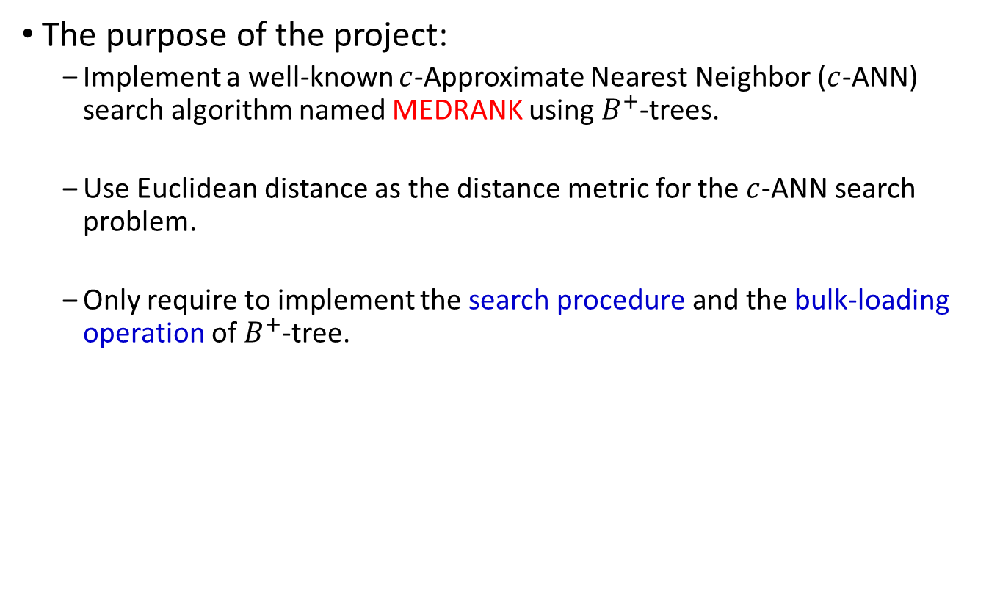 • The purpose of the project:
– Implement a well-known c-Approximate Nearest Neighbor (c-ANN)
search algorithm named MEDRANK using B⁺-trees.
– Use Euclidean distance as the distance metric for the c-ANN search
problem.
– Only require to implement the search procedure and the bulk-loading
operation of B⁺-tree.